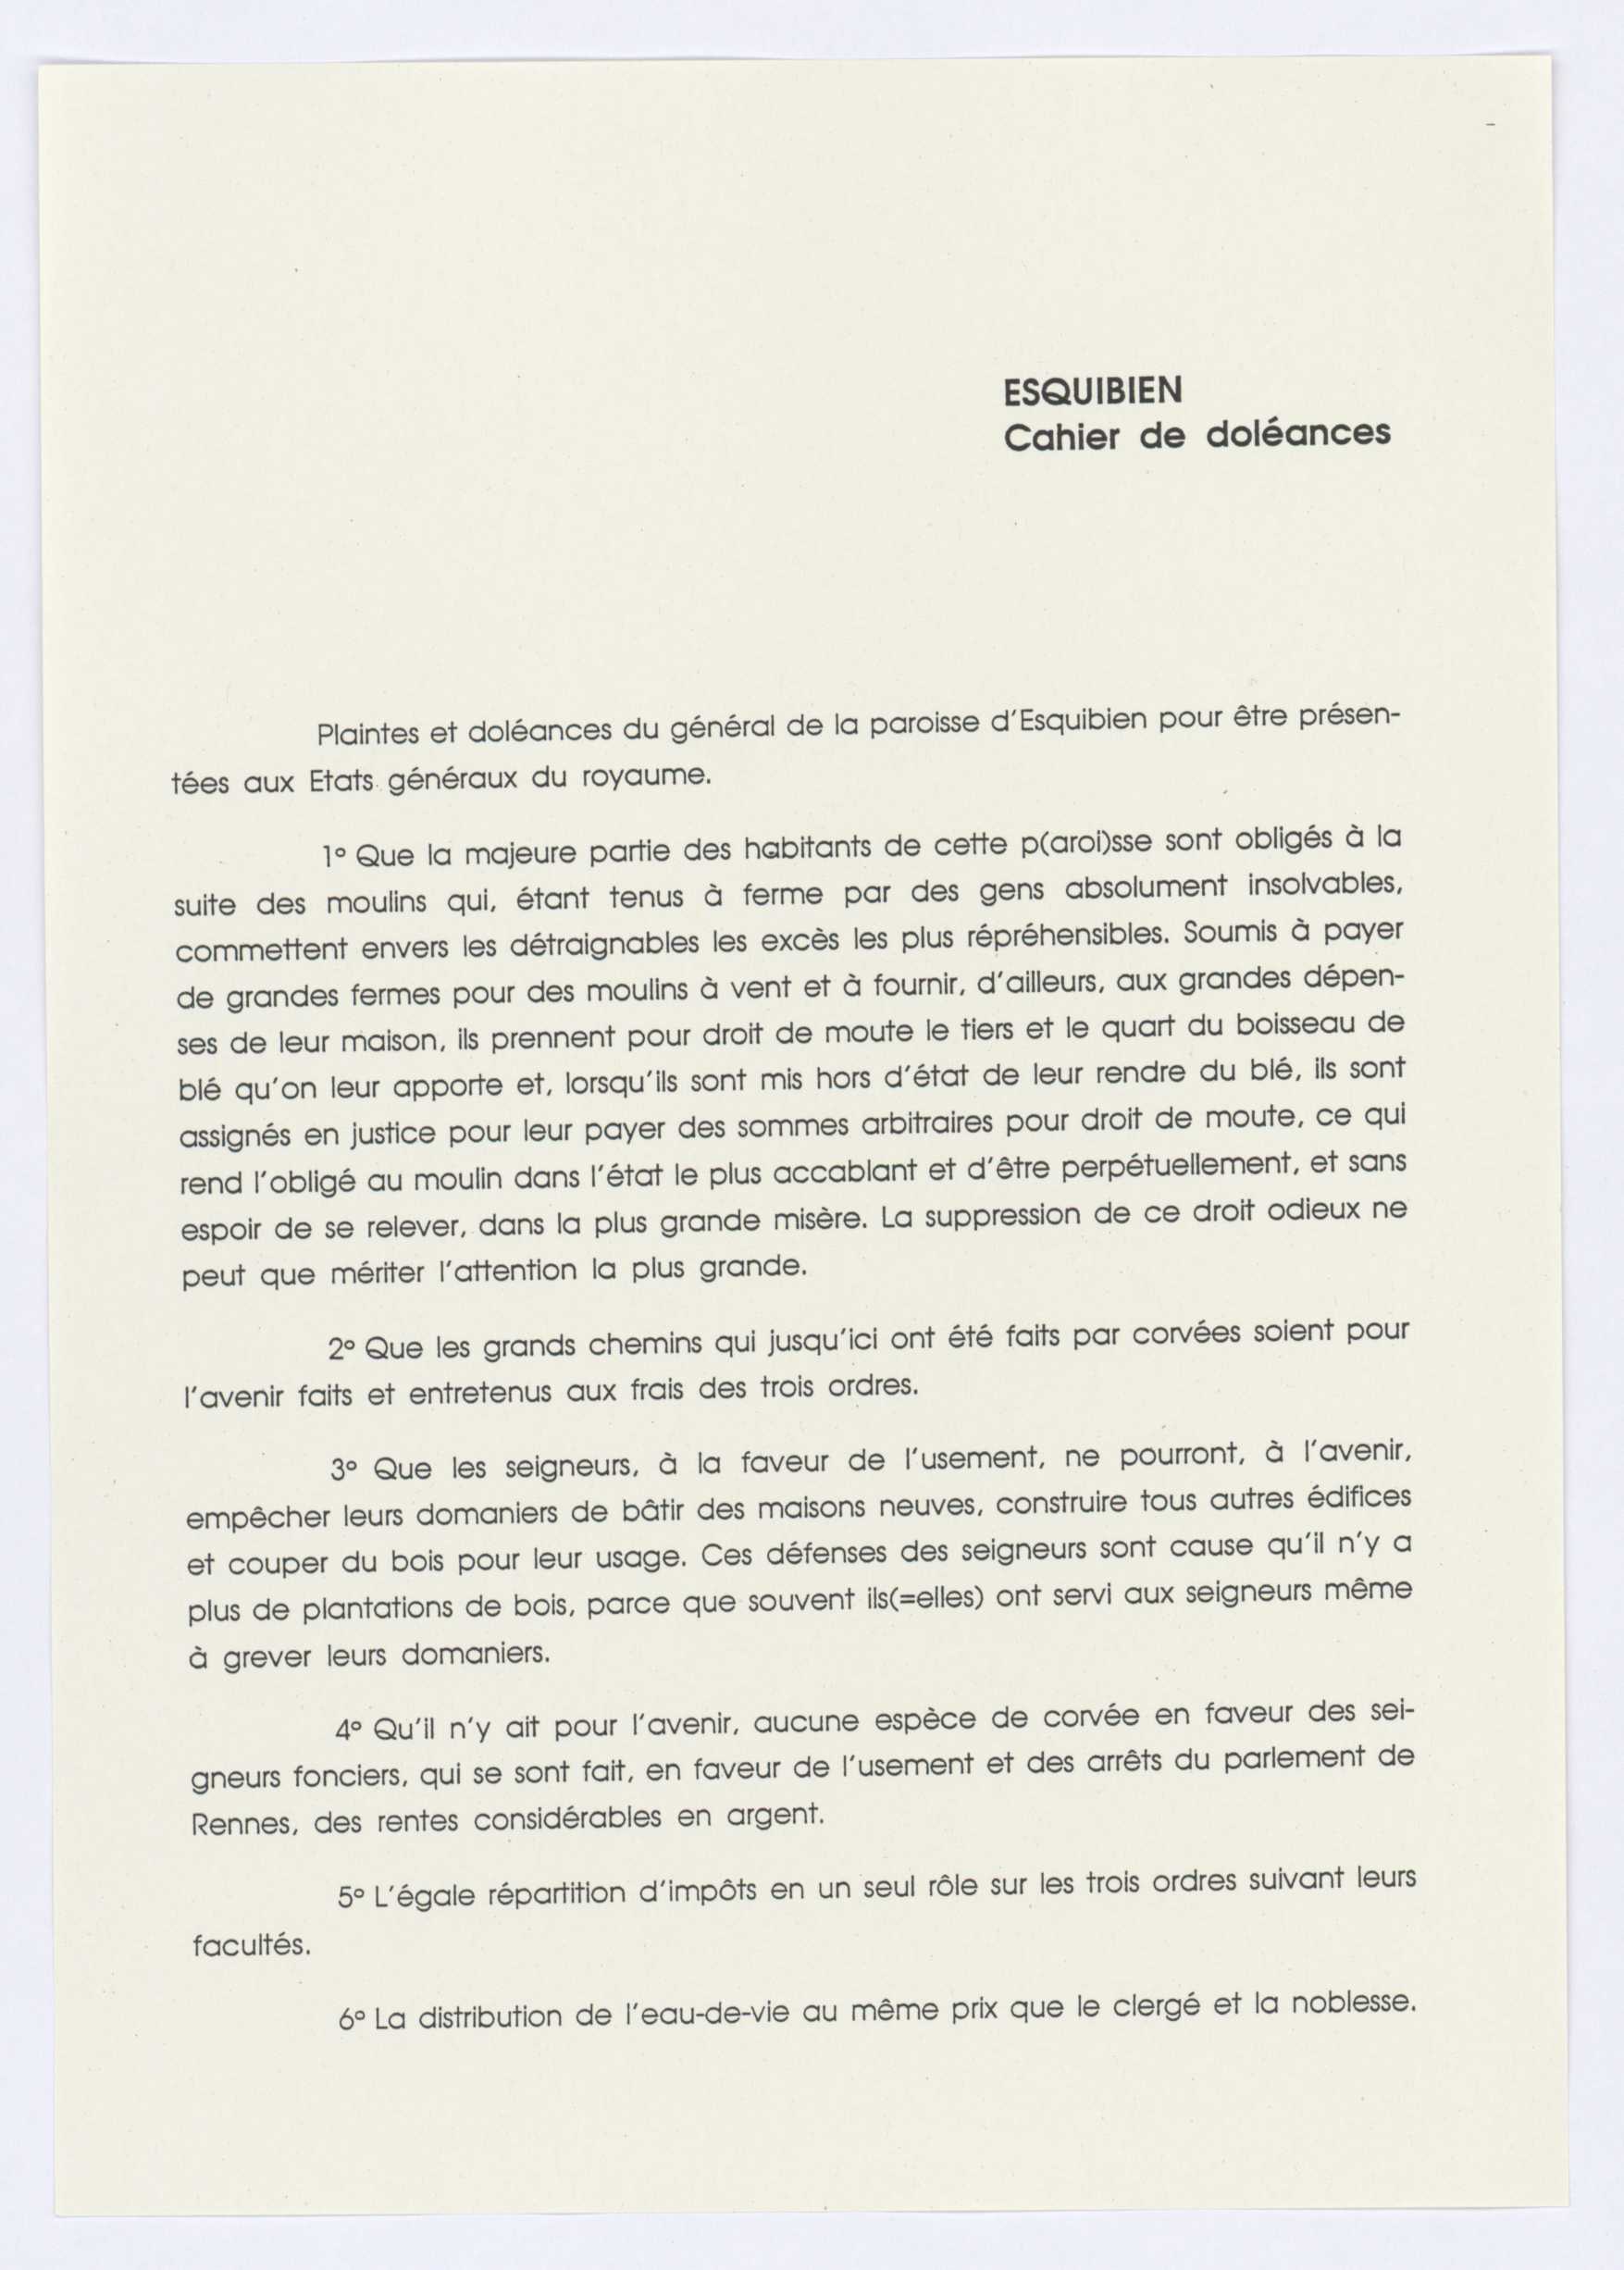 ESQUIBIEN
Cahier de doléances
Plaintes et doléances du général de la paroisse d'Esquibien pour être présen-
tées aux Etats généraux du royaume.
1º Que la majeure partie des habitants de cette p(aroi)sse sont obligés à la
suite des moulins qui, étant tenus à ferme par des gens absolument insolvables,
commettent envers les détraignables les excès les plus répréhensibles. Soumis à payer
de grandes fermes pour des moulins à vent et à fournir, d'ailleurs, aux grandes dépen-
ses de leur maison, ils prennent pour droit de moute le tiers et le quart du boisseau de
blé qu'on leur apporte et, lorsqu'ils sont mis hors d'état de leur rendre du blé, ils sont
assignés en justice pour leur payer des sommes arbitraires pour droit de moute, ce qui
rend l'obligé au moulin dans l'état le plus accablant et d'être perpétuellement, et sans
espoir de se relever, dans la plus grande misère. La suppression de ce droit odieux ne
peut que mériter l'attention la plus grande.
2º Que les grands chemins qui jusqu'ici ont été faits par corvées soient pour
l'avenir faits et entretenus aux frais des trois ordres.
3º Que les seigneurs, à la faveur de l'usement, ne pourront, à l'avenir,
empêcher leurs domaniers de bâtir des maisons neuves, construire tous autres édifices
et couper du bois pour leur usage. Ces défenses des seigneurs sont cause qu'il n'y a
plus de plantations de bois, parce que souvent ils(=elles) ont servi aux seigneurs même
à grever leurs domaniers.
4º Qu'il n'y ait pour l'avenir, aucune espèce de corvée en faveur des sei-
gneurs fonciers, qui se sont fait, en faveur de l'usement et des arrêts du parlement de
Rennes, des rentes considérables en argent.
5º L'égale répartition d'impôts en un seul rôle sur les trois ordres suivant leurs
facultés.
6º La distribution de l'eau-de-vie au même prix que le clergé et la noblesse.